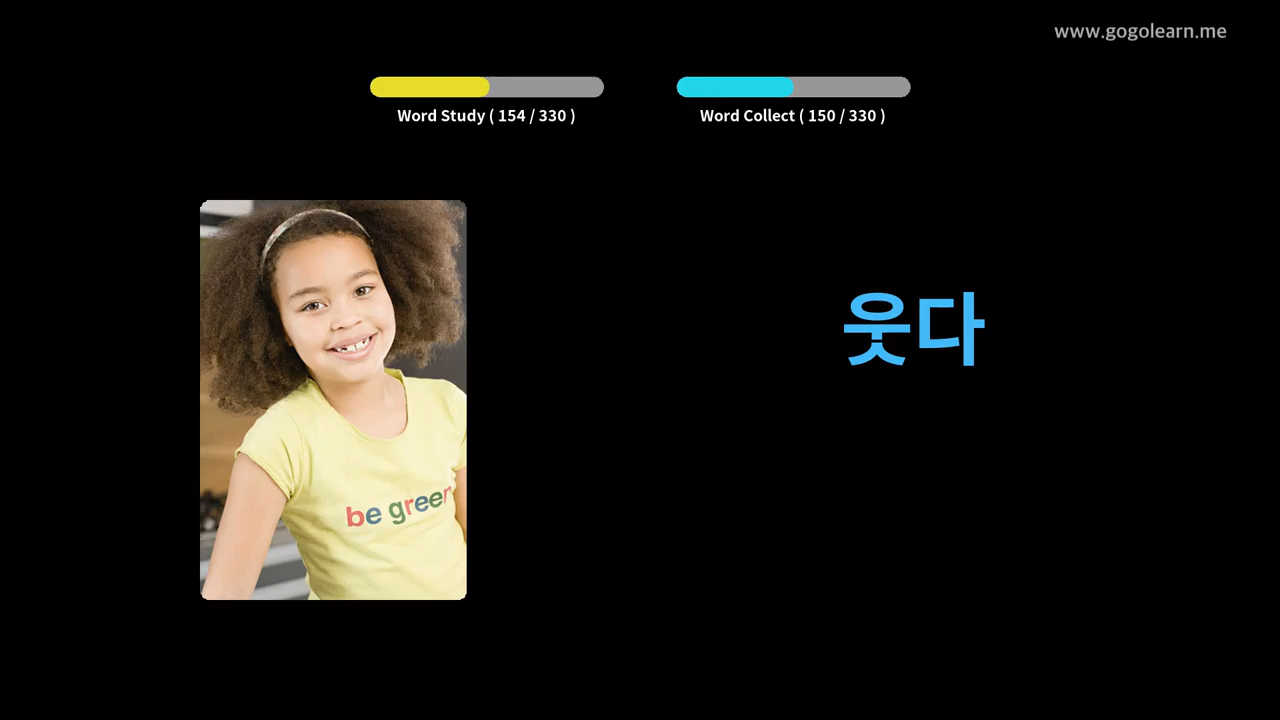 www.gogolearn.me
Word Study ( 154 / 330 )
Word Collect ( 150 / 330 )
웃다
be green